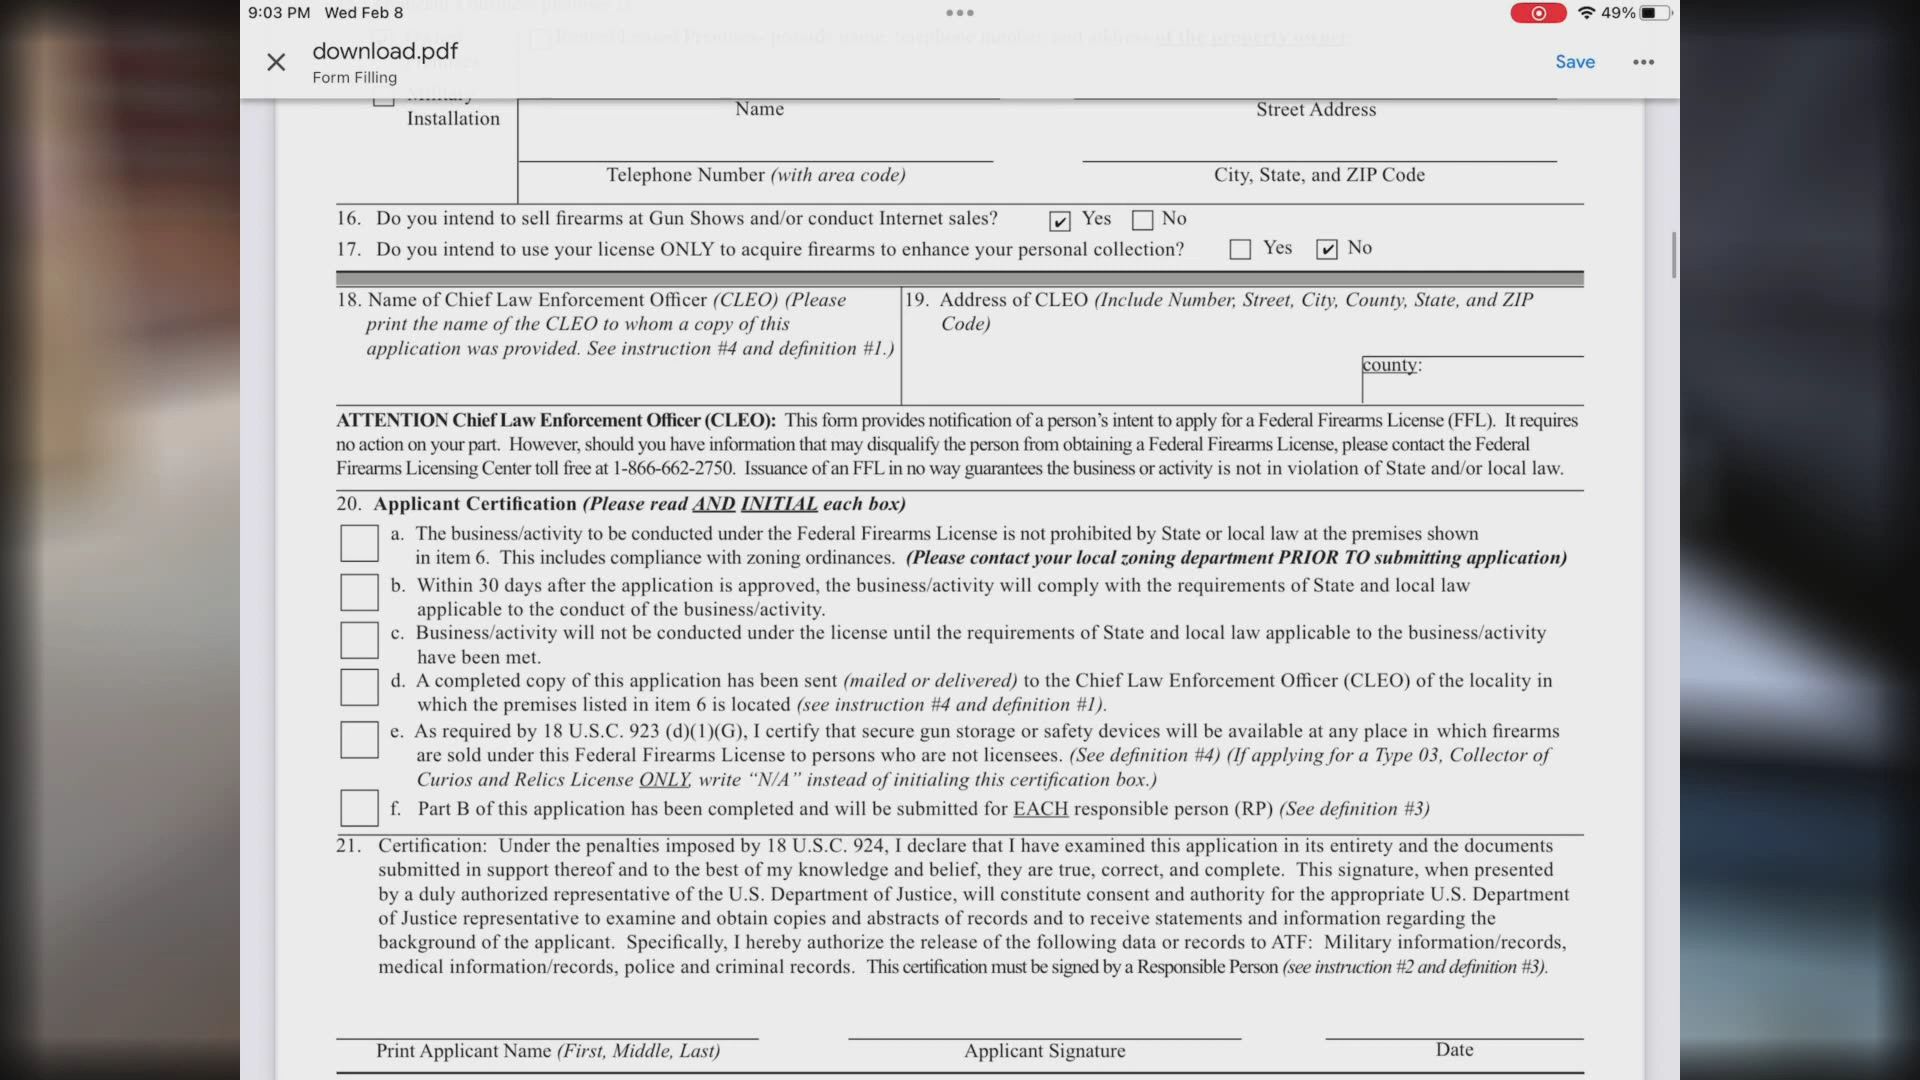 9:03 PM Wed Feb 8
49%
download.pdf
Form Filling
Save
Military
Installation
Name
Street Address
Telephone Number (with area code)
City, State, and ZIP Code
16. Do you intend to sell firearms at Gun Shows and/or conduct Internet sales? Yes No
17. Do you intend to use your license ONLY to acquire firearms to enhance your personal collection? Yes No
18. Name of Chief Law Enforcement Officer (CLEO) (Please
print the name of the CLEO to whom a copy of this
application was provided. See instruction #4 and definition #1.)
19. Address of CLEO (Include Number, Street, City, County, State, and ZIP
Code)
county:
ATTENTION Chief Law Enforcement Officer (CLEO): This form provides notification of a person's intent to apply for a Federal Firearms License (FFL). It requires
no action on your part. However, should you have information that may disqualify the person from obtaining a Federal Firearms License, please contact the Federal
Firearms Licensing Center toll free at 1-866-662-2750. Issuance of an FFL in no way guarantees the business or activity is not in violation of State and/or local law.
20. Applicant Certification (Please read AND INITIAL each box)
a. The business/activity to be conducted under the Federal Firearms License is not prohibited by State or local law at the premises shown
in item 6. This includes compliance with zoning ordinances. (Please contact your local zoning department PRIOR TO submitting application)
b. Within 30 days after the application is approved, the business/activity will comply with the requirements of State and local law
applicable to the conduct of the business/activity.
c. Business/activity will not be conducted under the license until the requirements of State and local law applicable to the business/activity
have been met.
d. A completed copy of this application has been sent (mailed or delivered) to the Chief Law Enforcement Officer (CLEO) of the locality in
which the premises listed in item 6 is located (see instruction #4 and definition #1).
e. As required by 18 U.S.C. 923 (d)(1)(G), I certify that secure gun storage or safety devices will be available at any place in which firearms
are sold under this Federal Firearms License to persons who are not licensees. (See definition #4) (If applying for a Type 03, Collector of
Curios and Relics License ONLY, write "N/A" instead of initialing this certification box.)
f. Part B of this application has been completed and will be submitted for EACH responsible person (RP) (See definition #3)
21. Certification: Under the penalties imposed by 18 U.S.C. 924, I declare that I have examined this application in its entirety and the documents
submitted in support thereof and to the best of my knowledge and belief, they are true, correct, and complete. This signature, when presented
by a duly authorized representative of the U.S. Department of Justice, will constitute consent and authority for the appropriate U.S. Department
of Justice representative to examine and obtain copies and abstracts of records and to receive statements and information regarding the
background of the applicant. Specifically, I hereby authorize the release of the following data or records to ATF: Military information/records,
medical information/records, police and criminal records. This certification must be signed by a Responsible Person (see instruction #2 and definition #3).
Print Applicant Name (First, Middle, Last)
Applicant Signature
Date